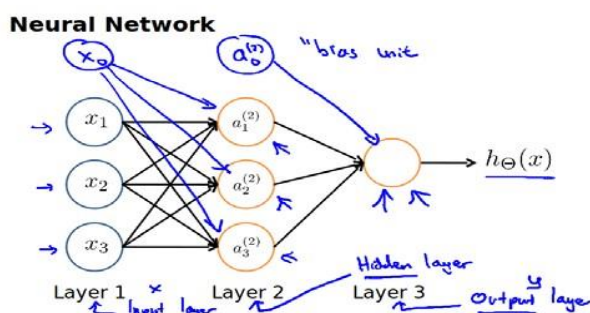 Neural Network
x₀ a₀⁽²⁾ "bias unit
x₁ a₁⁽²⁾
x₂ a₂⁽²⁾ h_Θ(x)
x₃ a₃⁽²⁾
Hidden layer
Layer 1 x Layer 2 Layer 3 y
Input layer Output layer